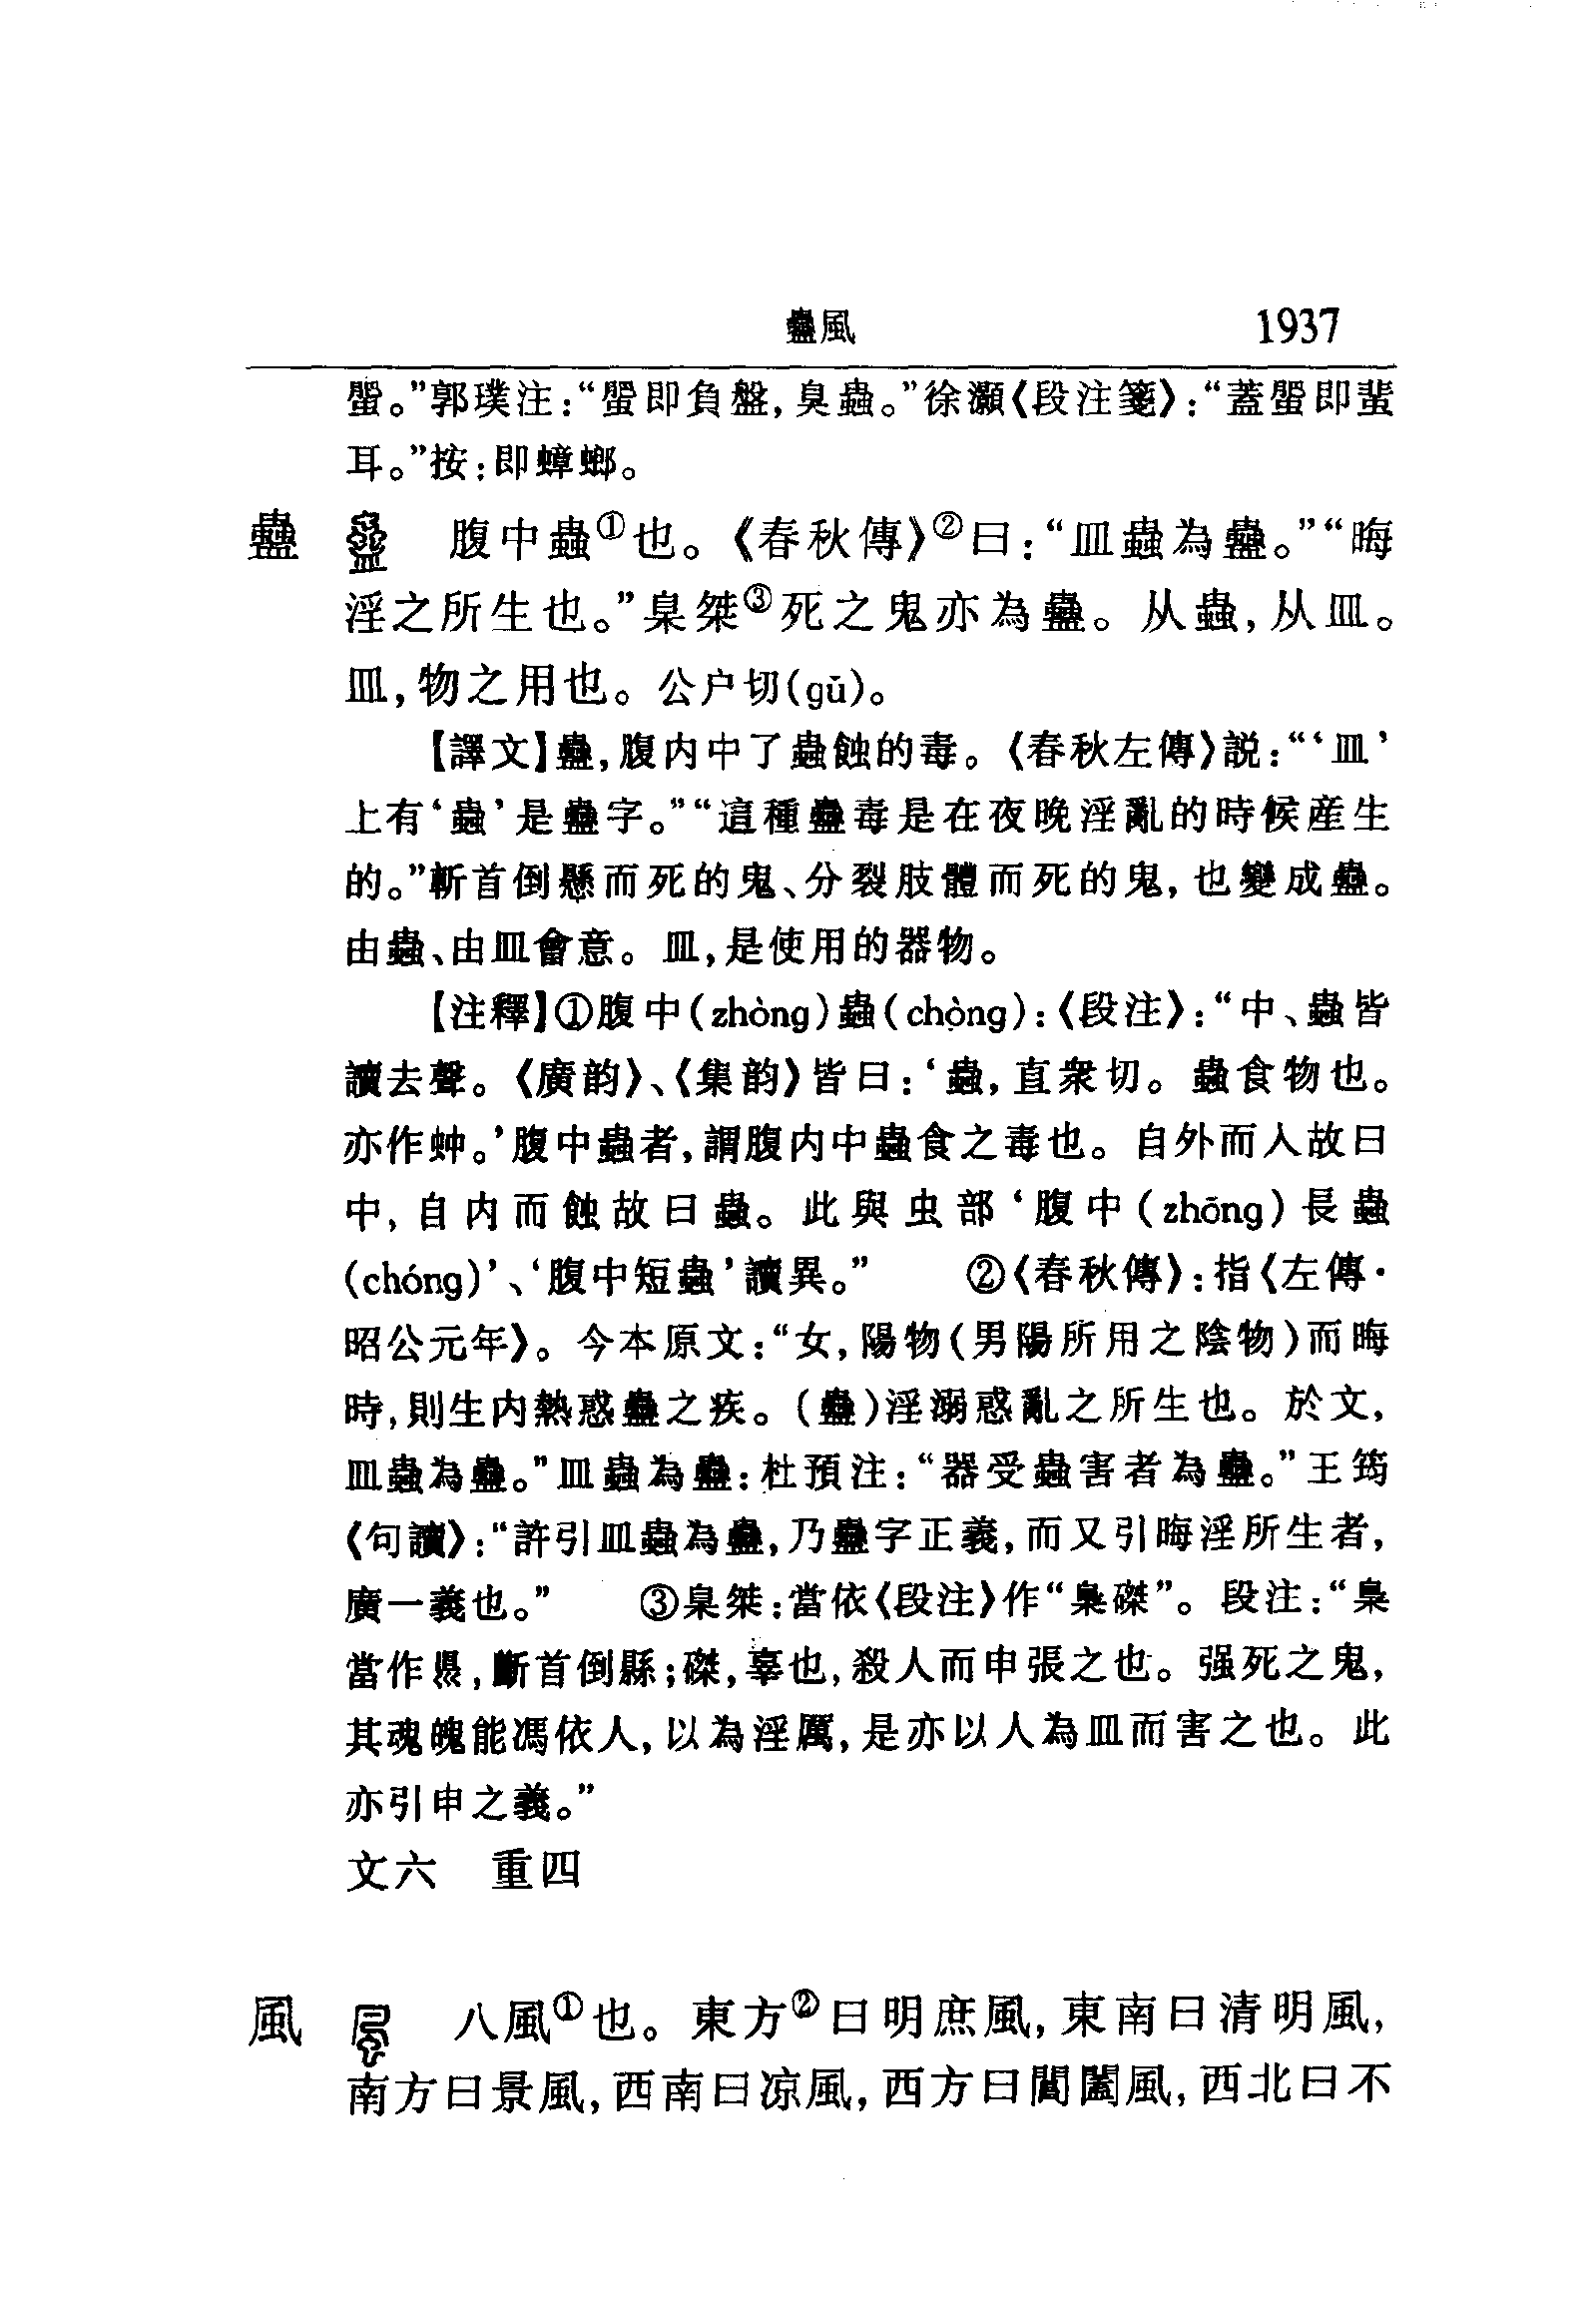 蠱風 1937
蜰。”郭璞注：“蜰即負盤，臭蟲。”徐灝《段注箋》：“蓋蜰即蜚
耳。”按：即蟑螂。
蠱 腹中蟲①也。《春秋傳》②曰：“皿蟲為蠱。”“晦
淫之所生也。”臬桀③死之鬼亦為蠱。从蟲，从皿。
皿，物之用也。公户切(gǔ)。
【譯文】蠱，腹内中了蟲蝕的毒。《春秋左傳》説：“‘皿’
上有‘蟲’是蠱字。”“這種蠱毒是在夜晚淫亂的時候産生
的。”斬首倒懸而死的鬼、分裂肢體而死的鬼，也變成蠱。
由蟲、由皿會意。皿，是使用的器物。
【注釋】①腹中(zhòng)蟲(chòng)：《段注》：“中、蟲皆
讀去聲。《廣韵》、《集韵》皆曰：‘蟲，直衆切。蟲食物也。
亦作蚛。’腹中蟲者，謂腹内中蟲食之毒也。自外而入故曰
中，自内而蝕故曰蟲。此與虫部‘腹中(zhōng)長蟲
(chóng)’、‘腹中短蟲’讀異。” ②《春秋傳》：指《左傳·
昭公元年》。今本原文：“女，陽物(男陽所用之陰物)而晦
時，則生内熱惑蠱之疾。(蠱)淫溺惑亂之所生也。於文，
皿蟲為蠱。”皿蟲為蠱：杜預注：“器受蟲害者為蠱。”王筠
《句讀》：“許引皿蟲為蠱，乃蠱字正義，而又引晦淫所生者，
廣一義也。” ③臬桀：當依《段注》作“梟磔”。段注：“梟
當作㬎，斷首倒縣；磔，辜也，殺人而申張之也。强死之鬼，
其魂魄能馮依人，以為淫厲，是亦以人為皿而害之也。此
亦引申之義。”
文六 重四
風 八風①也。東方②曰明庶風，東南曰清明風，
南方曰景風，西南曰凉風，西方曰閶闔風，西北曰不